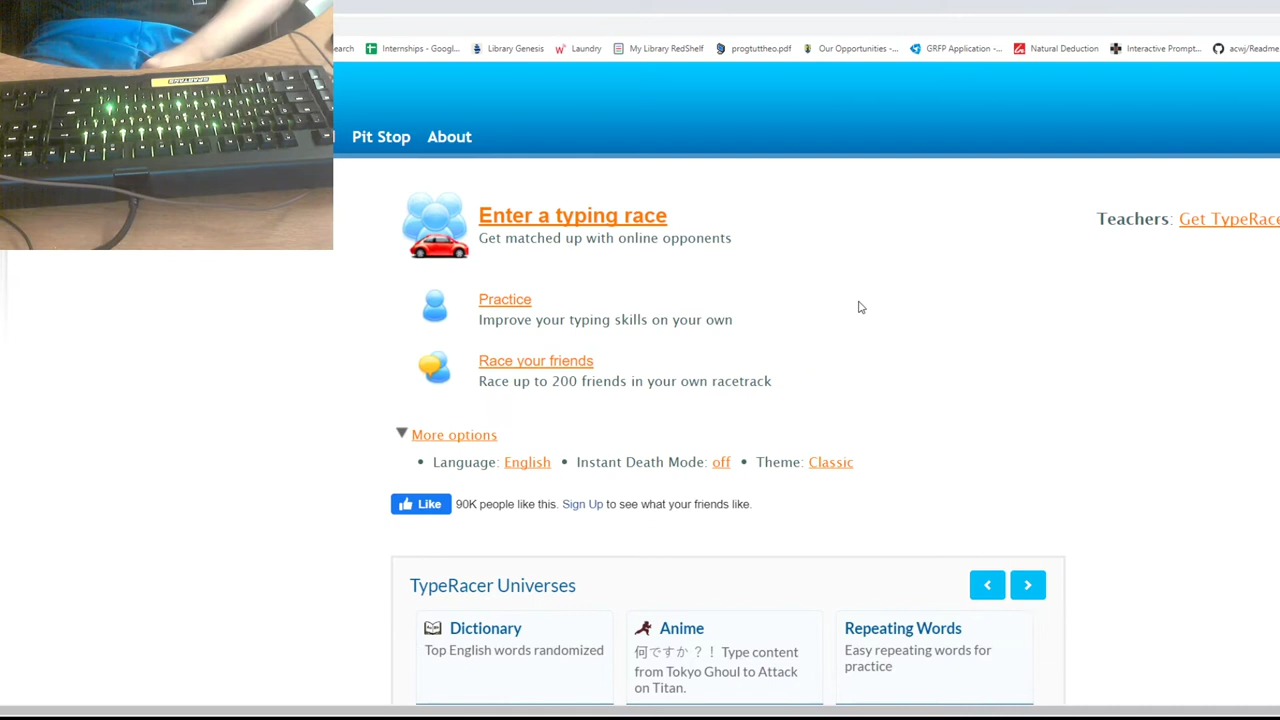 earch Internships - Googl... Library Genesis Laundry My Library RedShelf progtuttheo.pdf Our Opportunities -... GRFP Application -... Natural Deduction Interactive Prompt... acwj/Readme
Pit Stop About
Enter a typing race
Get matched up with online opponents
Teachers: Get TypeRace
Practice
Improve your typing skills on your own
Race your friends
Race up to 200 friends in your own racetrack
More options
• Language: English • Instant Death Mode: off • Theme: Classic
Like 90K people like this. Sign Up to see what your friends like.
TypeRacer Universes
Dictionary
Top English words randomized
Anime
何ですか？！ Type content
from Tokyo Ghoul to Attack
on Titan.
Repeating Words
Easy repeating words for
practice